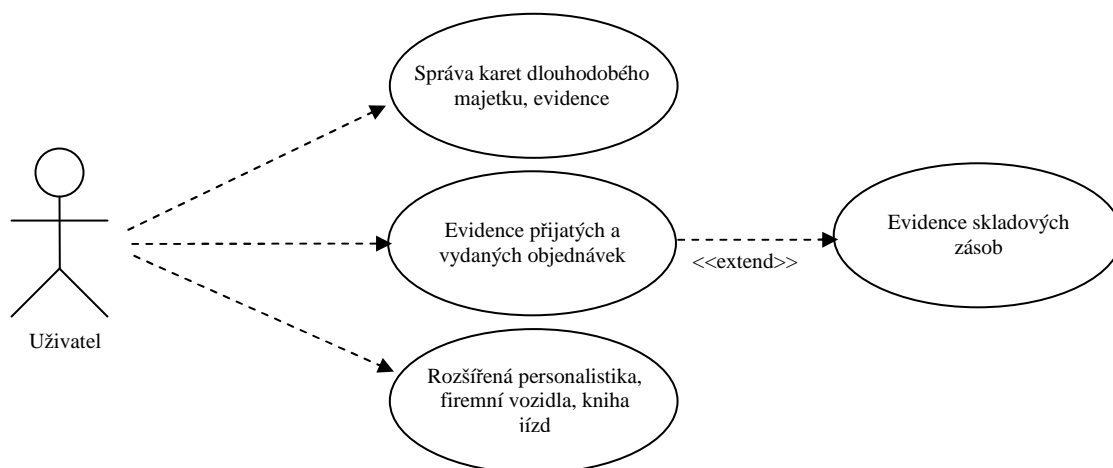 Správa karet dlouhodobého
majetku, evidence
Evidence přijatých a
vydaných objednávek
<<extend>>
Evidence skladových
zásob
Uživatel
Rozšířená personalistika,
firemní vozidla, kniha
jízd